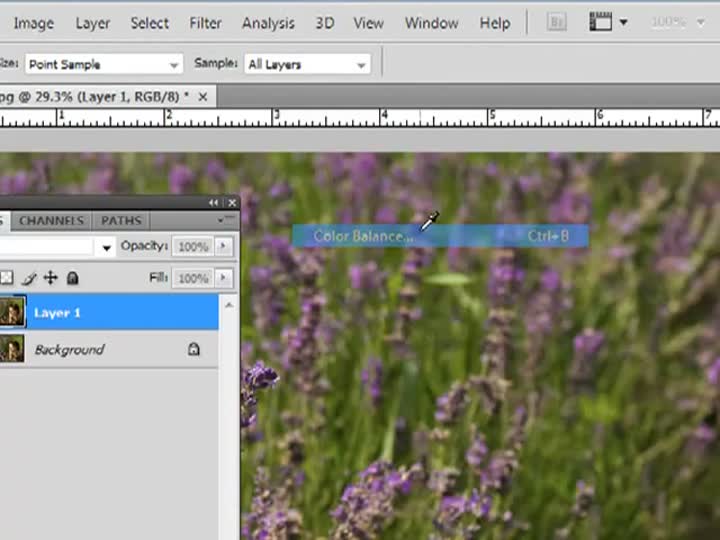 Image Layer Select Filter Analysis 3D View Window Help Br 100%
Point Sample Sample: All Layers
@ 29.3% (Layer 1, RGB/8) * ×
1 2 3 4 5 6 7
CHANNELS PATHS
Color Balance... Ctrl+B
Opacity: 100%
Fill: 100%
Layer 1
Background